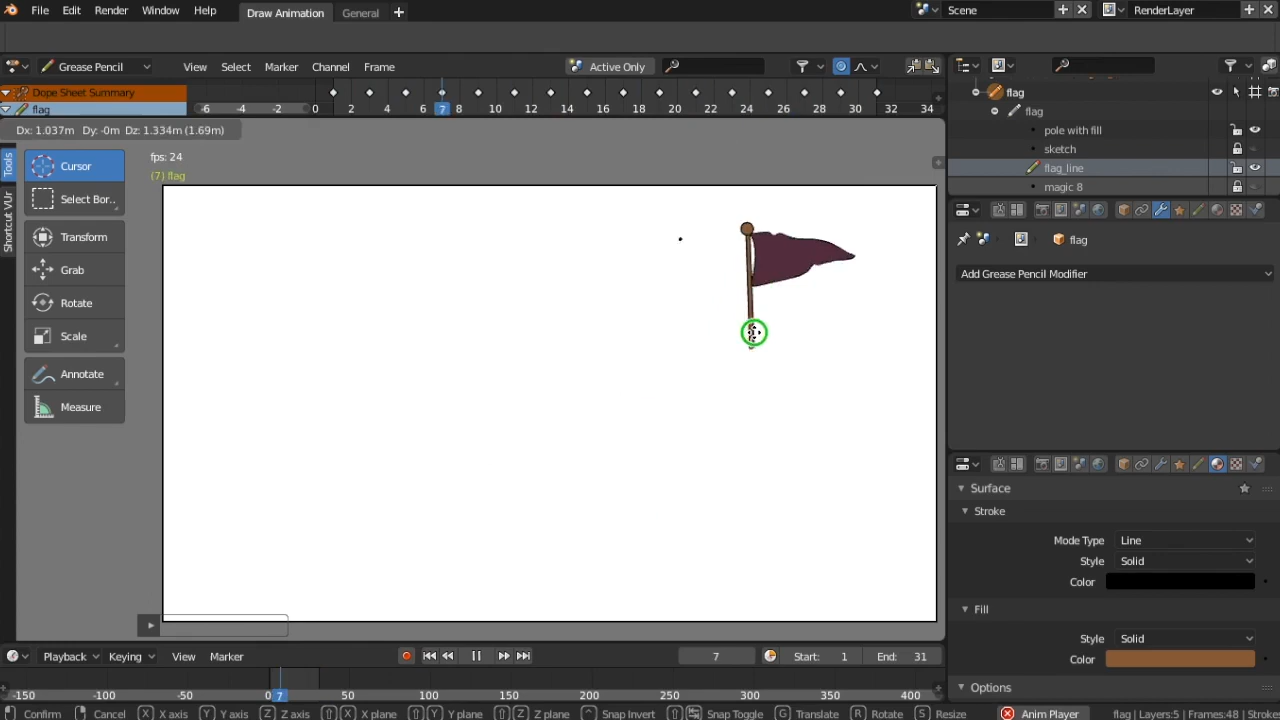 File Edit Render Window Help Draw Animation General + Scene RenderLayer
Grease Pencil View Select Marker Channel Frame Active Only
Dope Sheet Summary
flag -6 -4 -2 0 2 4 6 7 8 10 12 14 16 18 20 22 24 26 28 30 32 34
flag
flag
pole with fill
sketch
flag_line
magic 8
Dx: 1.037m Dy: -0m Dz: 1.334m (1.69m)
fps: 24
(7) flag
Tools
Shortcut VUr
Cursor
Select Bor..
Transform
Grab
Rotate
Scale
Annotate
Measure
flag
Add Grease Pencil Modifier
Surface
Stroke
Mode Type Line
Style Solid
Color
Fill
Style Solid
Color
Options
Playback Keying View Marker 7 Start: 1 End: 31
-150 -100 -50 0 7 50 100 150 200 250 300 350 400
Confirm Cancel X X axis Y Y axis Z Z axis X X plane Y Y plane Z Z plane Snap Invert Snap Toggle G Translate R Rotate S Resize Anim Player flag | Layers:5 | Frames:48 | Stroke